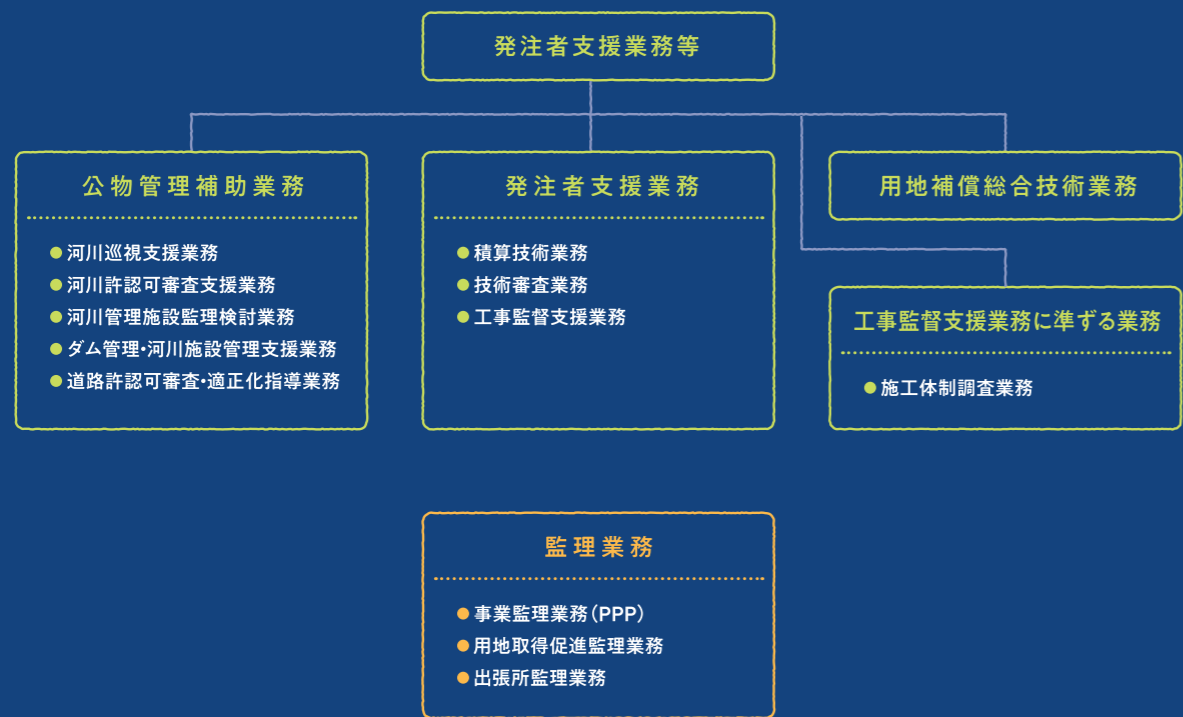 発注者支援業務等
公物管理補助業務
●河川巡視支援業務
●河川許認可審査支援業務
●河川管理施設監理検討業務
●ダム管理・河川施設管理支援業務
●道路許認可審査・適正化指導業務
発注者支援業務
●積算技術業務
●技術審査業務
●工事監督支援業務
用地補償総合技術業務
工事監督支援業務に準ずる業務
●施工体制調査業務
監理業務
●事業監理業務(PPP)
●用地取得促進監理業務
●出張所監理業務